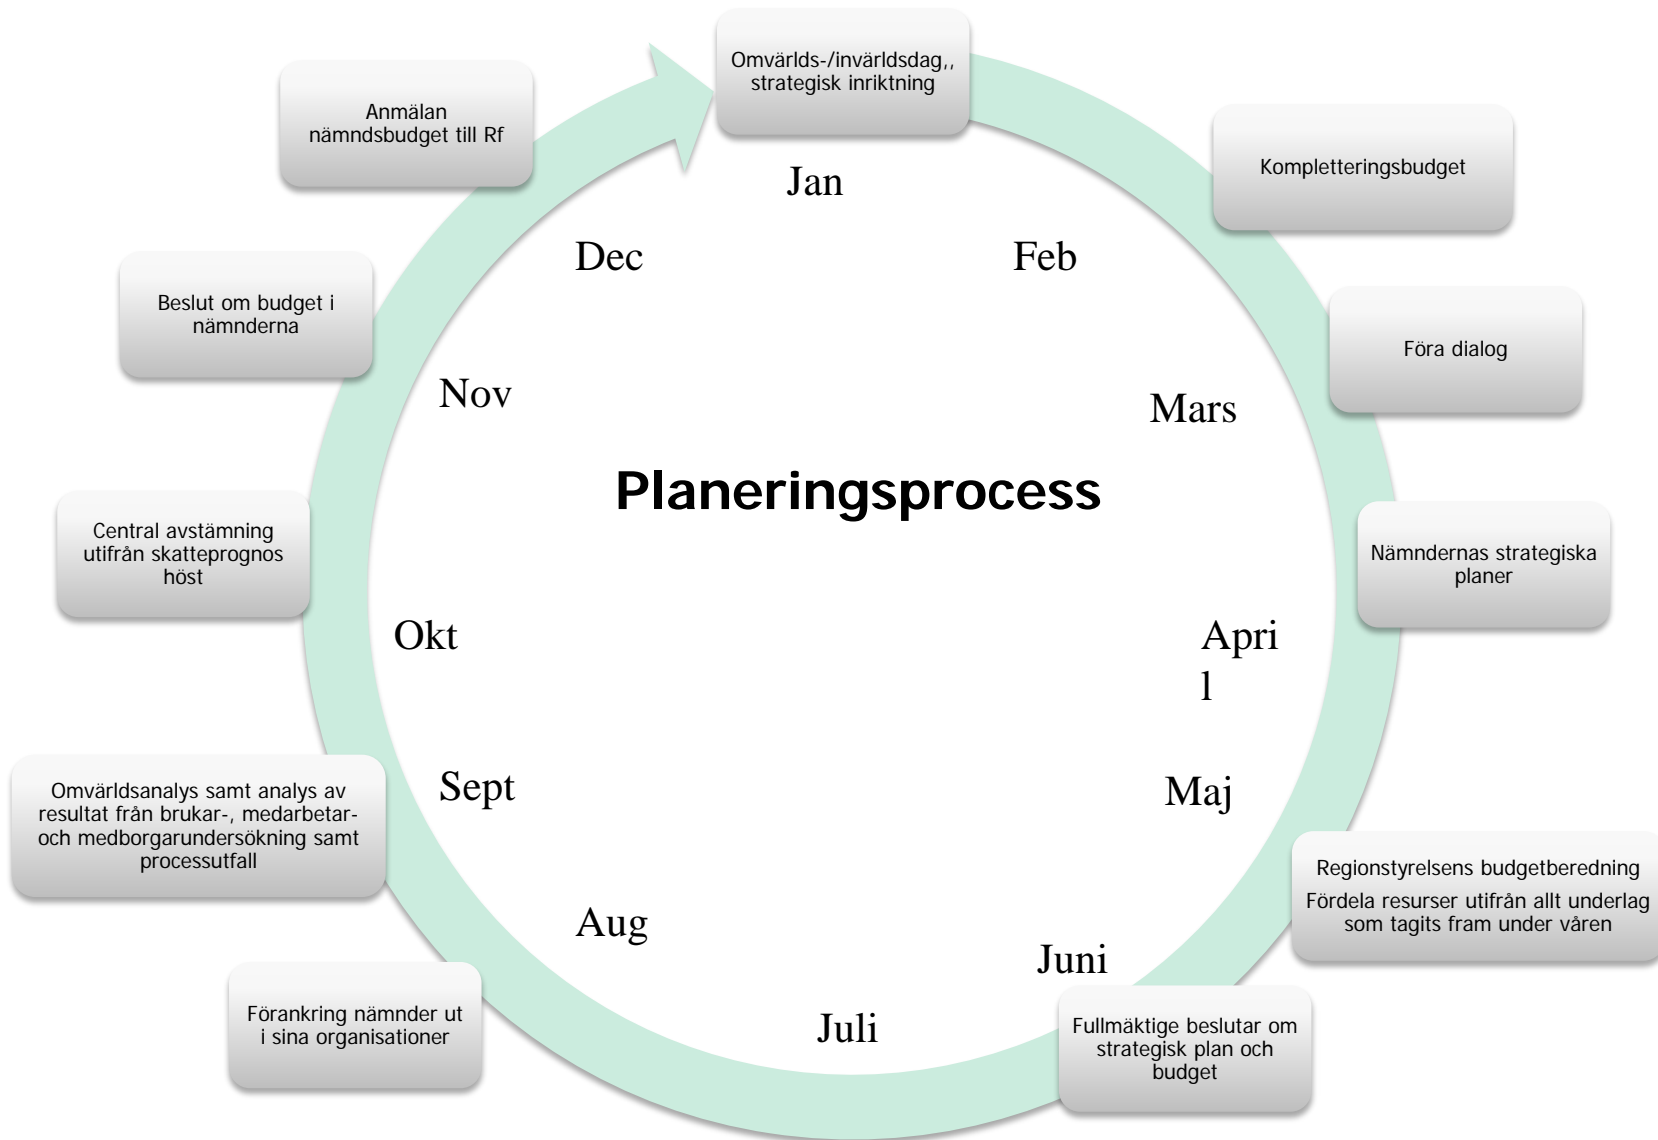 Omvärlds-/invärldsdag,,
strategisk inriktning
Anmälan
nämndsbudget till Rf
Kompletteringsbudget
Jan
Dec
Feb
Beslut om budget i
nämnderna
Föra dialog
Nov
Mars
Planeringsprocess
Central avstämning
utifrån skatteprognos
höst
Nämndernas strategiska
planer
Okt
Apri
l
Omvärldsanalys samt analys av
resultat från brukar-, medarbetar-
och medborgarundersökning samt
processutfall
Sept
Maj
Regionstyrelsens budgetberedning
Fördela resurser utifrån allt underlag
som tagits fram under våren
Aug
Juni
Förankring nämnder ut
i sina organisationer
Juli
Fullmäktige beslutar om
strategisk plan och
budget